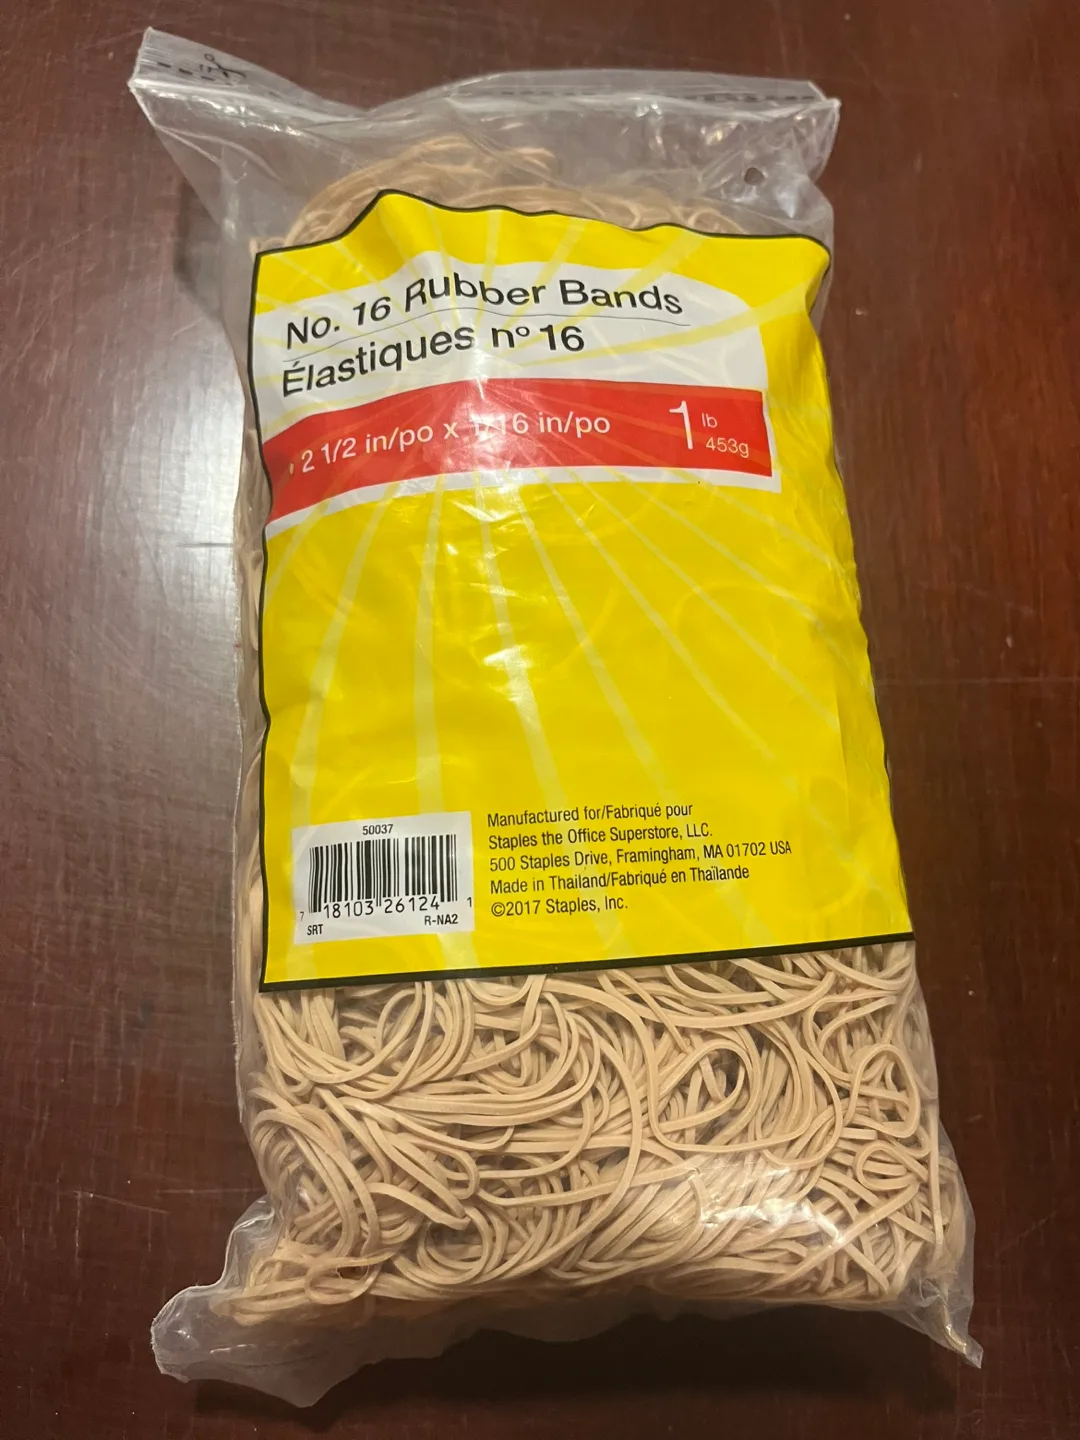 No. 16 Rubber Bands
Élastiques nº 16
2 1/2 in/po x 1/16 in/po
1 lb
453g
50037
7 18103 26124 1
SRT R-NA2
Manufactured for/Fabriqué pour
Staples the Office Superstore, LLC.
500 Staples Drive, Framingham, MA 01702 USA
Made in Thailand/Fabriqué en Thaïlande
©2017 Staples, Inc.